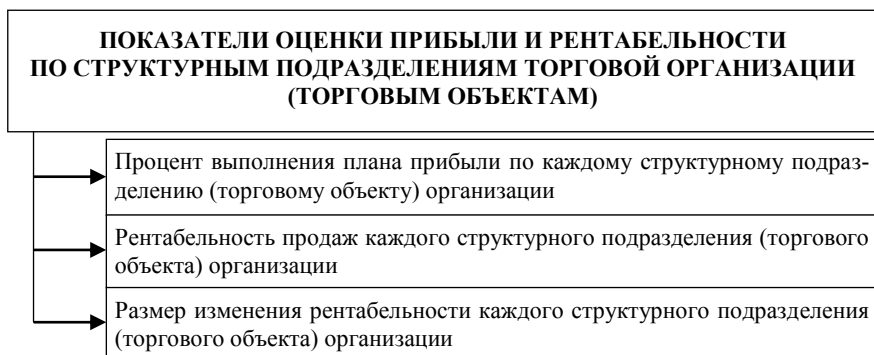 ПОКАЗАТЕЛИ ОЦЕНКИ ПРИБЫЛИ И РЕНТАБЕЛЬНОСТИ
ПО СТРУКТУРНЫМ ПОДРАЗДЕЛЕНИЯМ ТОРГОВОЙ ОРГАНИЗАЦИИ
(ТОРГОВЫМ ОБЪЕКТАМ)
Процент выполнения плана прибыли по каждому структурному подраз-
делению (торговому объекту) организации
Рентабельность продаж каждого структурного подразделения (торгового
объекта) организации
Размер изменения рентабельности каждого структурного подразделения
(торгового объекта) организации